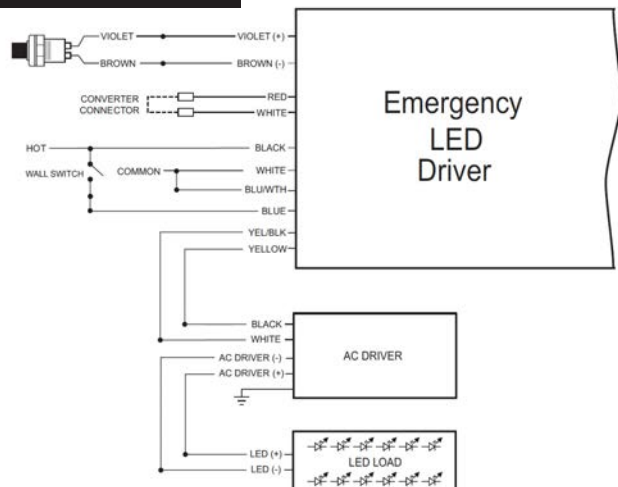 VIOLET VIOLET (+)
BROWN BROWN (-)
CONVERTER
CONNECTOR
RED
WHITE
Emergency
LED
Driver
HOT BLACK
WALL SWITCH COMMON WHITE
BLU/WTH
BLUE
YEL/BLK
YELLOW
BLACK
WHITE
AC DRIVER (-)
AC DRIVER (+)
AC DRIVER
LED (+)
LED (-)
LED LOAD